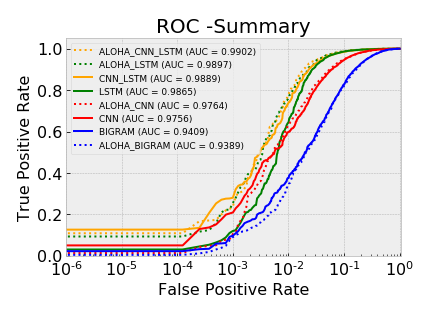 ROC -Summary
True Positive Rate
1.0
0.8
0.6
0.4
0.2
0.0
ALOHA_CNN_LSTM (AUC = 0.9902)
ALOHA_LSTM (AUC = 0.9897)
CNN_LSTM (AUC = 0.9889)
LSTM (AUC = 0.9865)
ALOHA_CNN (AUC = 0.9764)
CNN (AUC = 0.9756)
BIGRAM (AUC = 0.9409)
ALOHA_BIGRAM (AUC = 0.9389)
10⁻⁶ 10⁻⁵ 10⁻⁴ 10⁻³ 10⁻² 10⁻¹ 10⁰
False Positive Rate